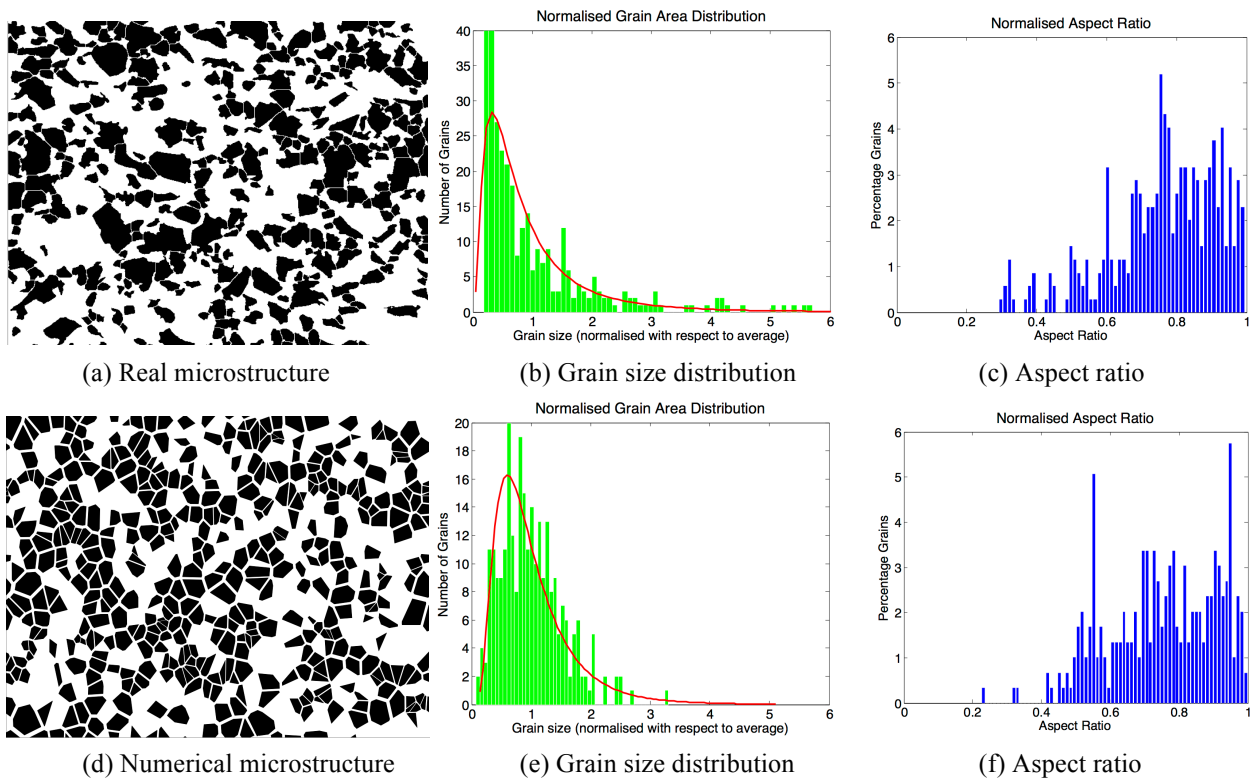 Normalised Grain Area Distribution
Number of Grains
40
35
30
25
20
15
10
5
0
0 1 2 3 4 5 6
Grain size (normalised with respect to average)
Normalised Aspect Ratio
Percentage Grains
6
5
4
3
2
1
0
0 0.2 0.4 0.6 0.8 1
Aspect Ratio
(a) Real microstructure
(b) Grain size distribution
(c) Aspect ratio
Normalised Grain Area Distribution
Number of Grains
20
18
16
14
12
10
8
6
4
2
0
0 1 2 3 4 5 6
Grain size (normalised with respect to average)
Normalised Aspect Ratio
Percentage Grains
6
5
4
3
2
1
0
0 0.2 0.4 0.6 0.8 1
Aspect Ratio
(d) Numerical microstructure
(e) Grain size distribution
(f) Aspect ratio